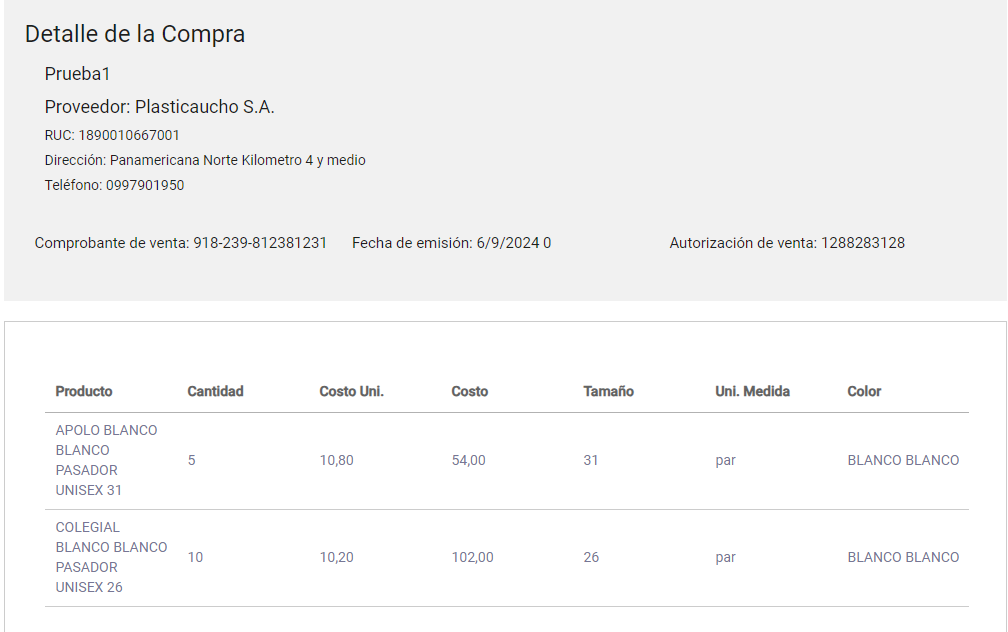 Detalle de la Compra
Prueba1
Proveedor: Plasticaucho S.A.
RUC: 1890010667001
Dirección: Panamericana Norte Kilometro 4 y medio
Teléfono: 0997901950
Comprobante de venta: 918-239-812381231 Fecha de emisión: 6/9/2024 0 Autorización de venta: 1288283128
Producto Cantidad Costo Uni. Costo Tamaño Uni. Medida Color
APOLO BLANCO
BLANCO
PASADOR
UNISEX 31
5 10,80 54,00 31 par BLANCO BLANCO
COLEGIAL
BLANCO BLANCO
PASADOR
UNISEX 26
10 10,20 102,00 26 par BLANCO BLANCO